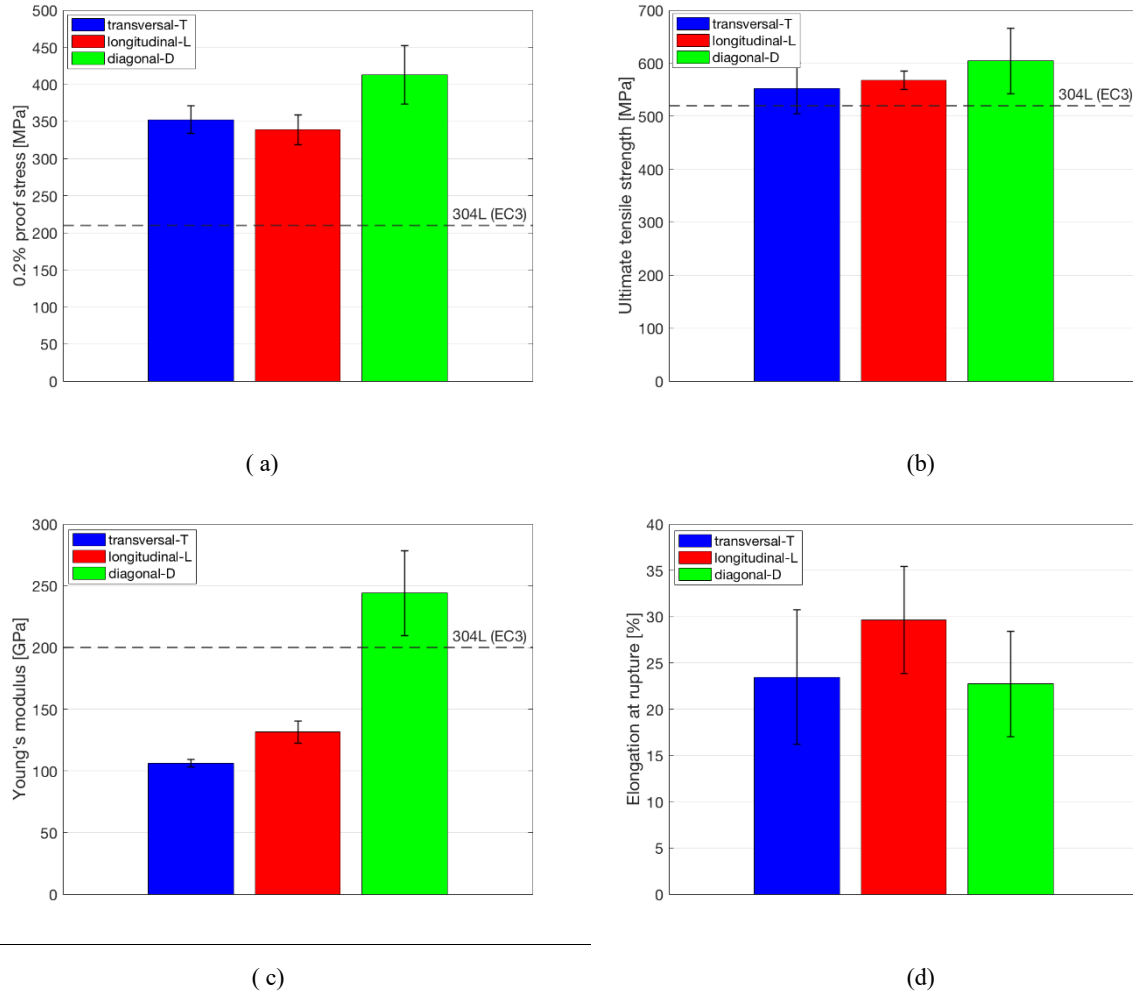 500
450
400
350
300
250
200
150
100
50
0
0.2% proof stress [MPa]
transversal-T
longitudinal-L
diagonal-D
304L (EC3)
( a)
700
600
500
400
300
200
100
0
Ultimate tensile strength [MPa]
transversal-T
longitudinal-L
diagonal-D
304L (EC3)
(b)
300
250
200
150
100
50
0
Young's modulus [GPa]
transversal-T
longitudinal-L
diagonal-D
304L (EC3)
( c)
40
35
30
25
20
15
10
5
0
Elongation at rupture [%]
transversal-T
longitudinal-L
diagonal-D
(d)